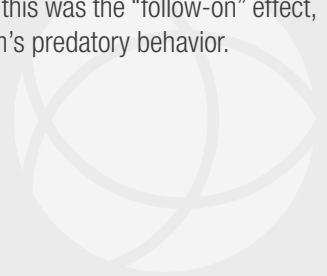 this was the “follow-on” effect,
’s predatory behavior.